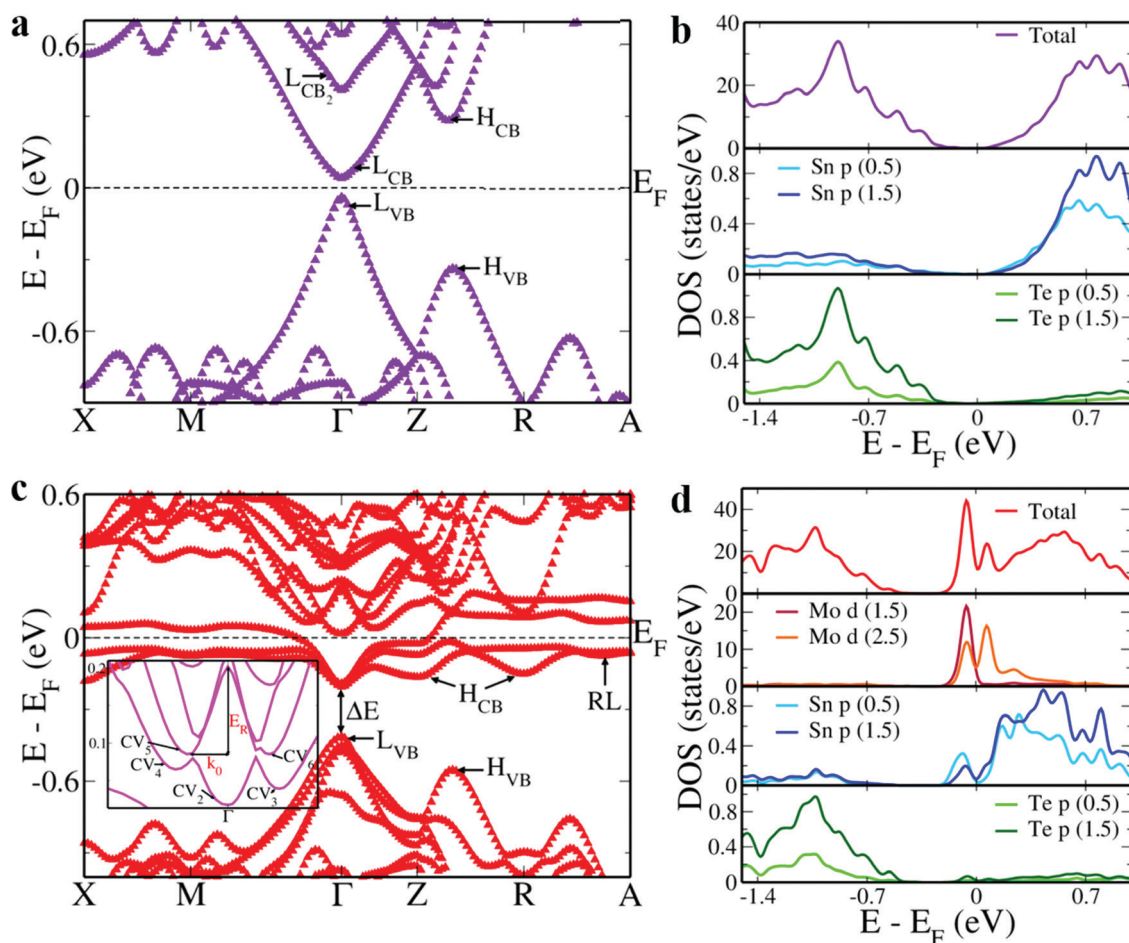 a
E - E_F (eV)
0.6
0
-0.6
L_CB2
H_CB
L_CB
L_VB
H_VB
E_F
X M Γ Z R A
b
DOS (states/eV)
40
20
0
Total
0.8
0.4
0
Sn p (0.5)
Sn p (1.5)
0.8
0.4
0
Te p (0.5)
Te p (1.5)
-1.4 -0.7 0 0.7
E - E_F (eV)
c
E - E_F (eV)
0.6
0
-0.6
E_F
0.2
0.1
E_R
k_0
CV_5
CV_4
CV_2
CV_3
CV_6
Γ
ΔE
H_CB
RL
L_VB
H_VB
X M Γ Z R A
d
DOS (states/eV)
40
20
0
Total
20
10
0
Mo d (1.5)
Mo d (2.5)
0.8
0.4
0
Sn p (0.5)
Sn p (1.5)
0.8
0.4
0
Te p (0.5)
Te p (1.5)
-1.4 -0.7 0 0.7
E - E_F (eV)